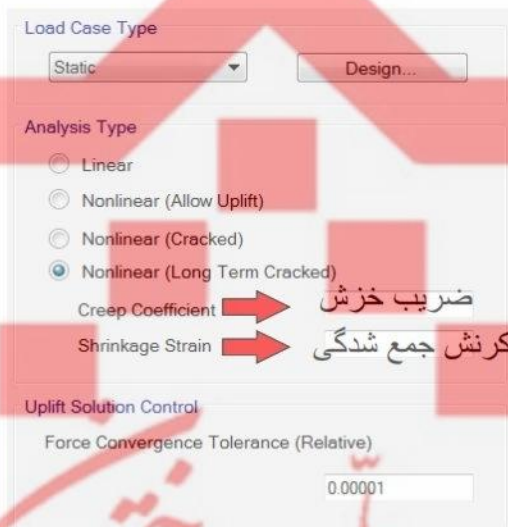 Load Case Type
Static
Design...
Analysis Type
Linear
Nonlinear (Allow Uplift)
Nonlinear (Cracked)
Nonlinear (Long Term Cracked)
Creep Coefficient ضریب خزش
Shrinkage Strain کرنش جمع شدگی
Uplift Solution Control
Force Convergence Tolerance (Relative)
0.00001